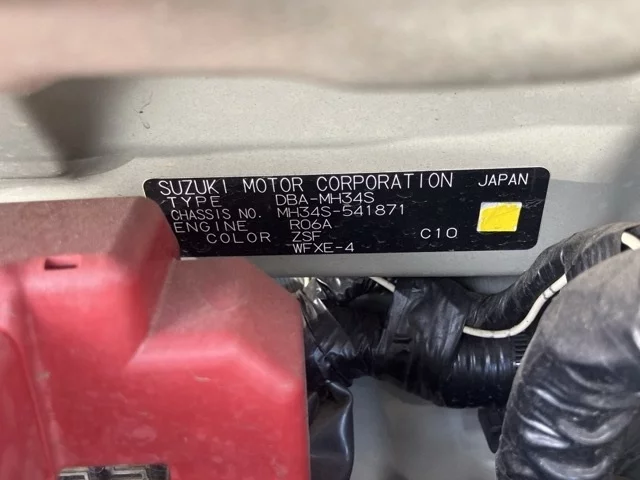 SUZUKI MOTOR CORPORATION JAPAN
TYPE DBA-MH34S
CHASSIS NO. MH34S-541871
ENGINE R06A
COLOR ZSF C10
WFXE-4